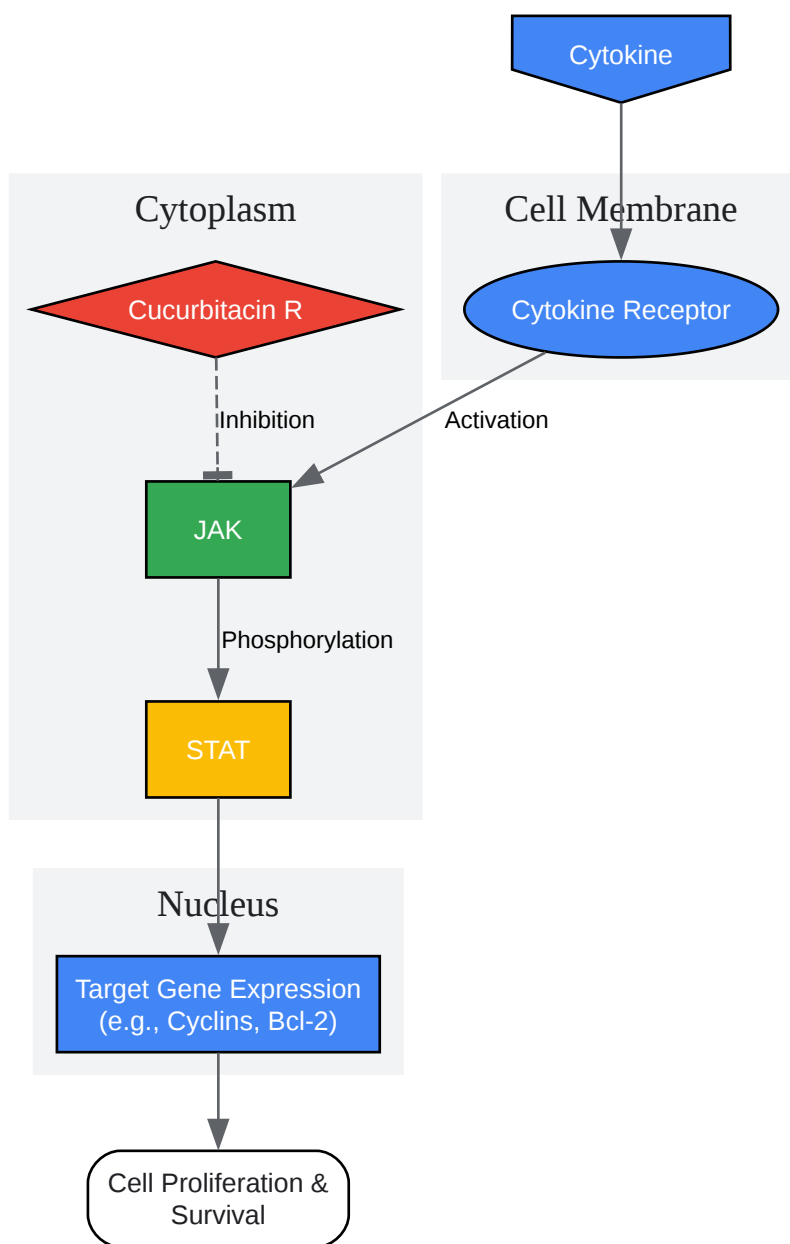 Cytokine
Cytoplasm
Cell Membrane
Cucurbitacin R
Cytokine Receptor
Inhibition
Activation
JAK
Phosphorylation
STAT
Nucleus
Target Gene Expression
(e.g., Cyclins, Bcl-2)
Cell Proliferation &
Survival